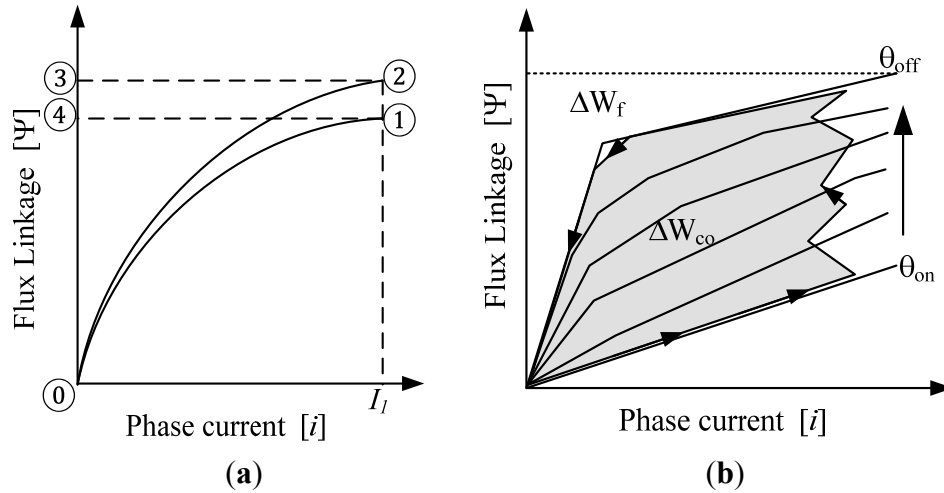 Flux Linkage [Ψ]
③
④
②
①
⓪
I₁
Phase current [i]
(a)
Flux Linkage [Ψ]
θoff
ΔWf
ΔWco
θon
Phase current [i]
(b)